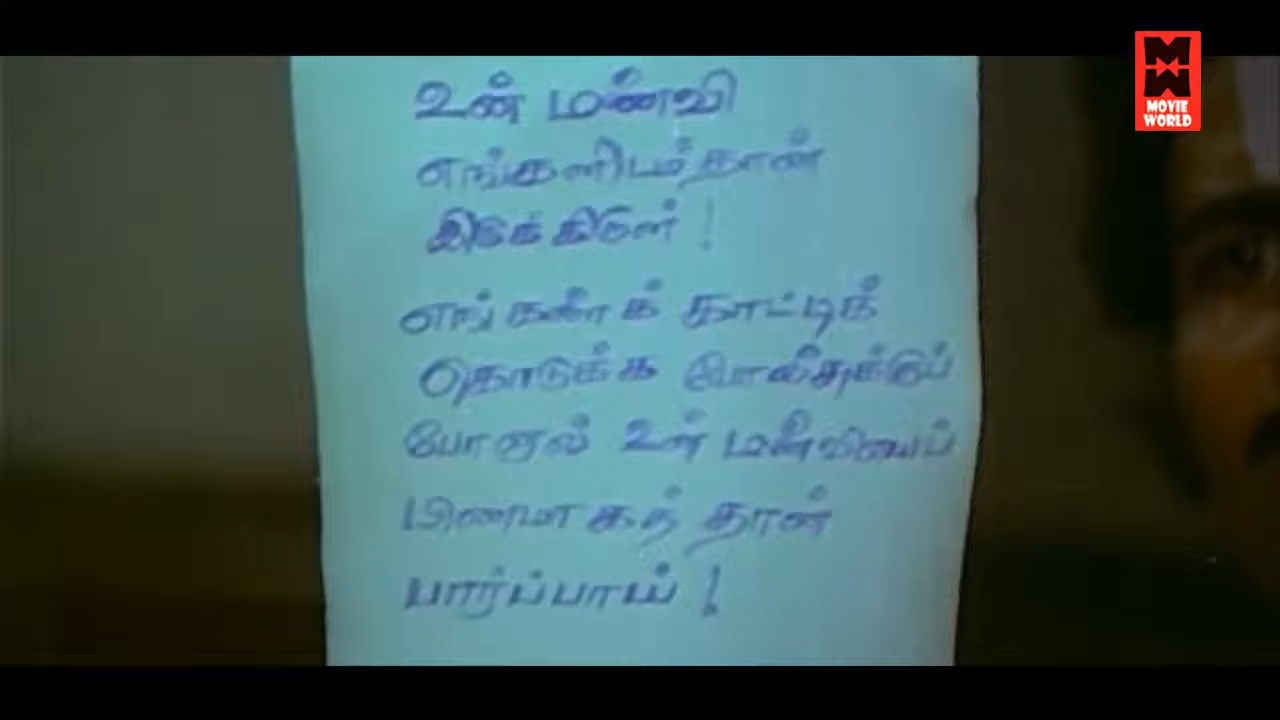 உன் மனைவி
எங்களிடம்தான்
இருக்கிறாள் !
எங்களைக் காட்டிக்
கொடுக்க போலீசுக்குப்
போனால் உன் மனைவியைப்
பிணமாகத் தான்
பார்ப்பாய் !
MOVIE
WORLD